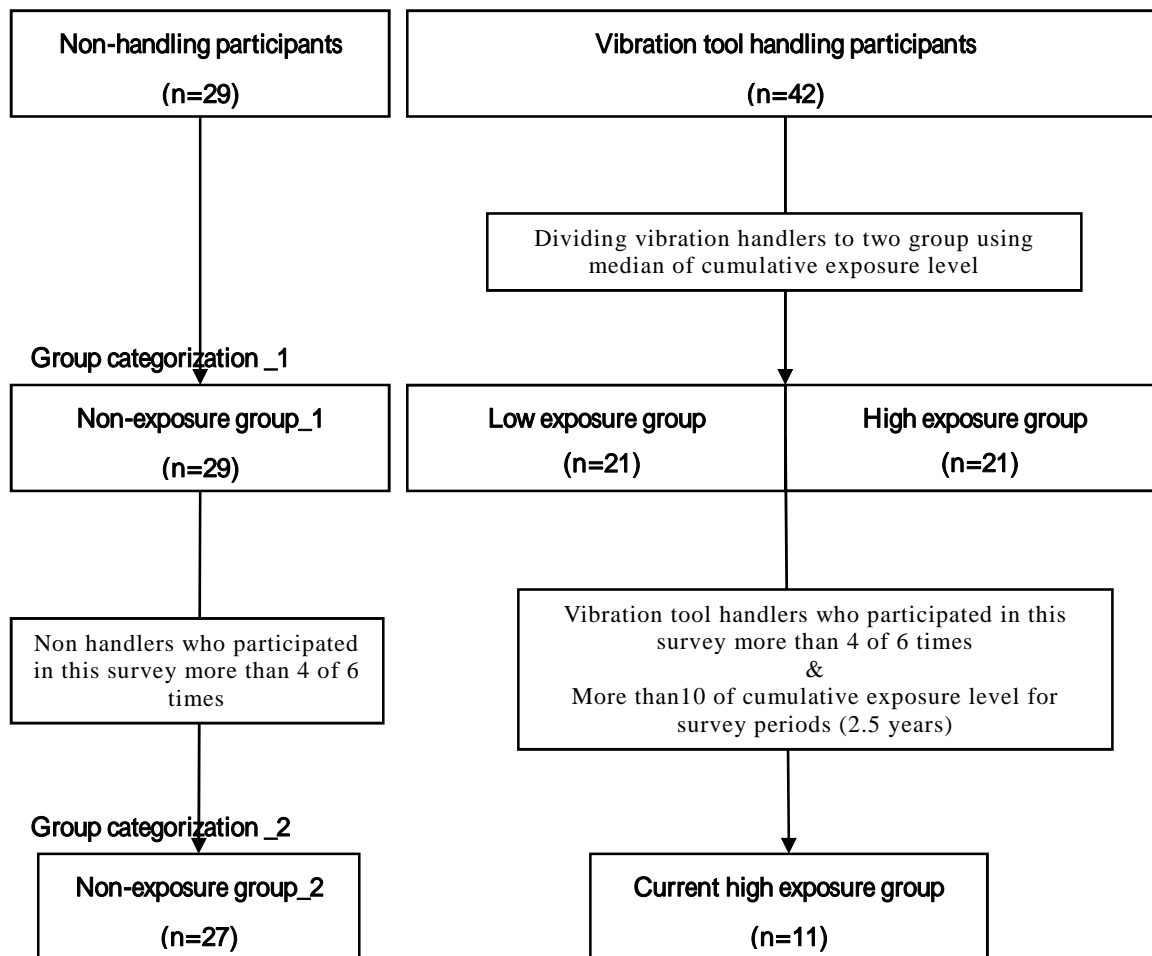 Non-handling participants
(n=29)
Vibration tool handling participants
(n=42)
Dividing vibration handlers to two group using
median of cumulative exposure level
Group categorization _1
Non-exposure group_1
(n=29)
Low exposure group
(n=21)
High exposure group
(n=21)
Non handlers who participated
in this survey more than 4 of 6
times
Vibration tool handlers who participated in this
survey more than 4 of 6 times
&
More than10 of cumulative exposure level for
survey periods (2.5 years)
Group categorization _2
Non-exposure group_2
(n=27)
Current high exposure group
(n=11)